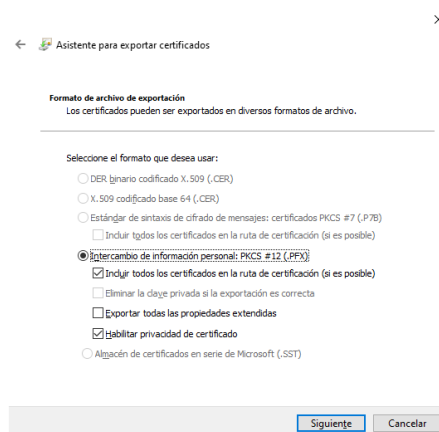 Asistente para exportar certificados
Formato de archivo de exportación
Los certificados pueden ser exportados en diversos formatos de archivo.
Seleccione el formato que desea usar:
DER binario codificado X.509 (.CER)
X.509 codificado base 64 (.CER)
Estándar de sintaxis de cifrado de mensajes: certificados PKCS #7 (.P7B)
Incluir todos los certificados en la ruta de certificación (si es posible)
Intercambio de información personal: PKCS #12 (.PFX)
Incluir todos los certificados en la ruta de certificación (si es posible)
Eliminar la clave privada si la exportación es correcta
Exportar todas las propiedades extendidas
Habilitar privacidad de certificado
Almacén de certificados en serie de Microsoft (.SST)
Siguiente Cancelar